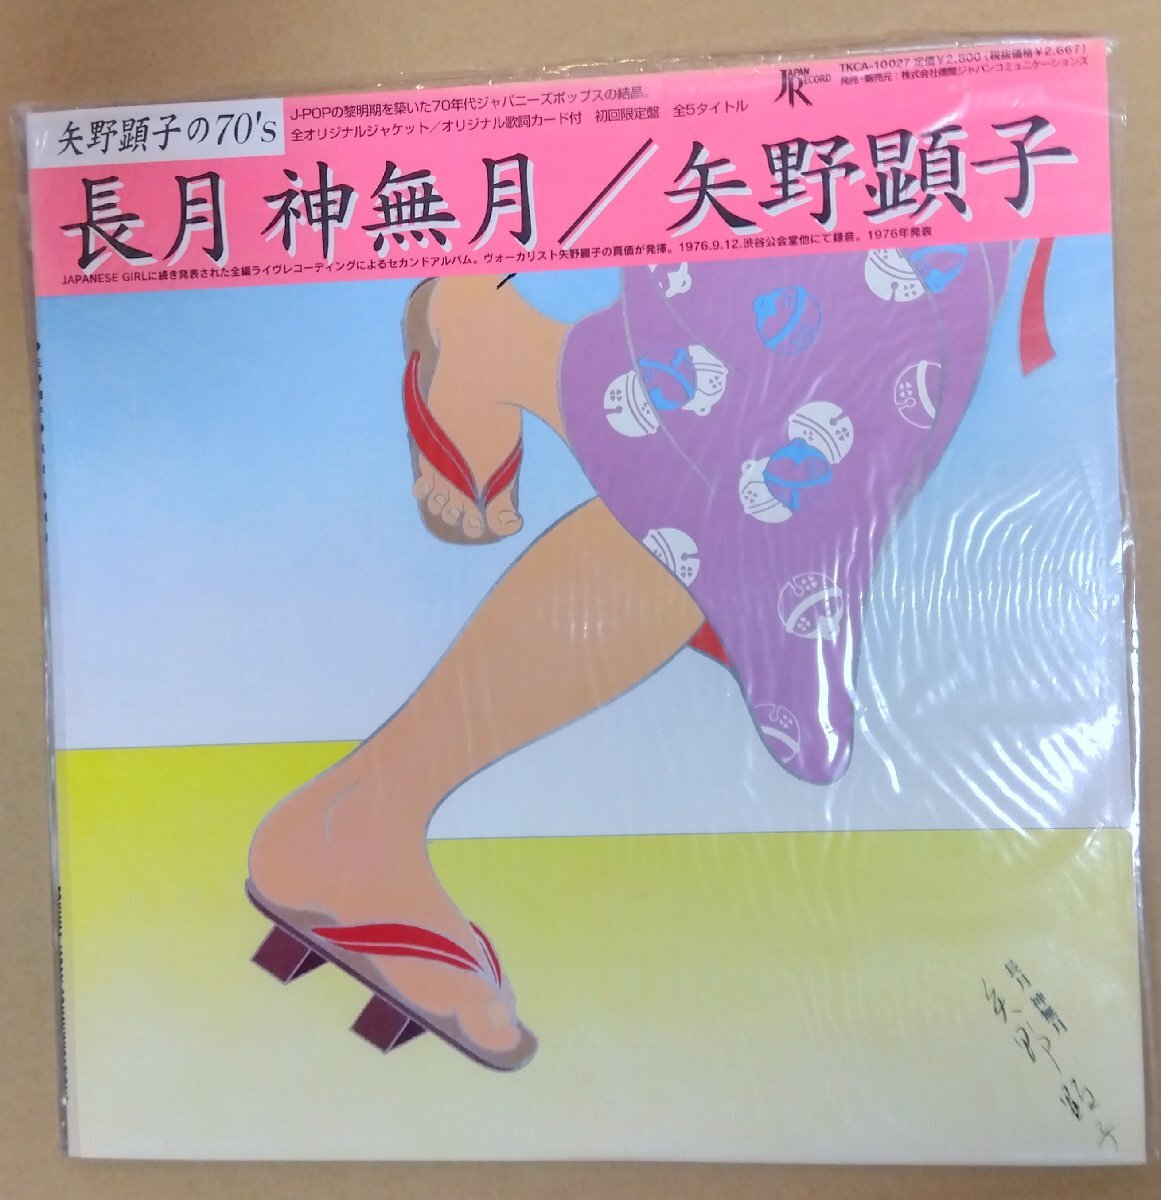 矢野顕子の70's
J-POPの黎明期を築いた70年代ジャパニーズポップスの結晶。
全オリジナルジャケット／オリジナル歌詞カード付　初回限定盤　全5タイトル
JAPAN RECORD
TKCA-10027 定価￥2,800 (税抜価格￥2,667)
発売・販売元：株式会社徳間ジャパンコミュニケーションズ
長月 神無月／矢野顕子
JAPANESE GIRLに続き発表された全編ライヴレコーディングによるセカンドアルバム。ヴォーカリスト矢野顕子の真価が発揮。1976.9.12.渋谷公会堂他にて録音。1976年発表
長月 神無月
矢野顕子